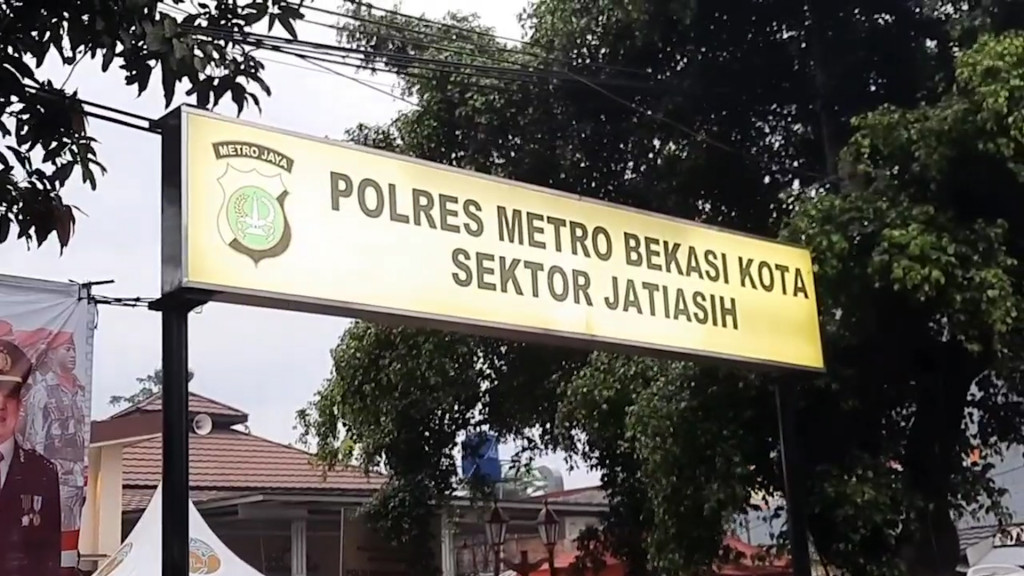 METRO JAYA
POLRES METRO BEKASI KOTA
SEKTOR JATIASIH